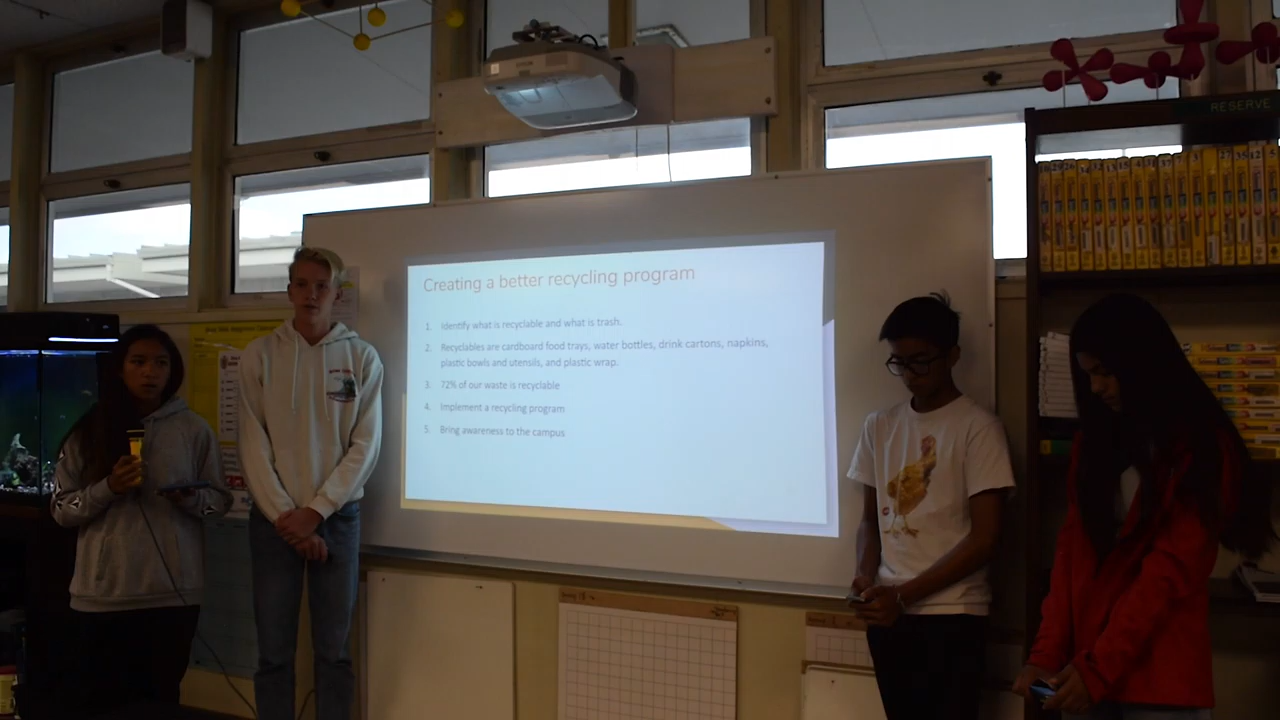 RESERVE
Creating a better recycling program
1. Identify what is recyclable and what is trash.
2. Recyclables are cardboard food trays, water bottles, drink cartons, napkins,
plastic bowls and utensils, and plastic wrap.
3. 72% of our waste is recyclable
4. Implement a recycling program
5. Bring awareness to the campus